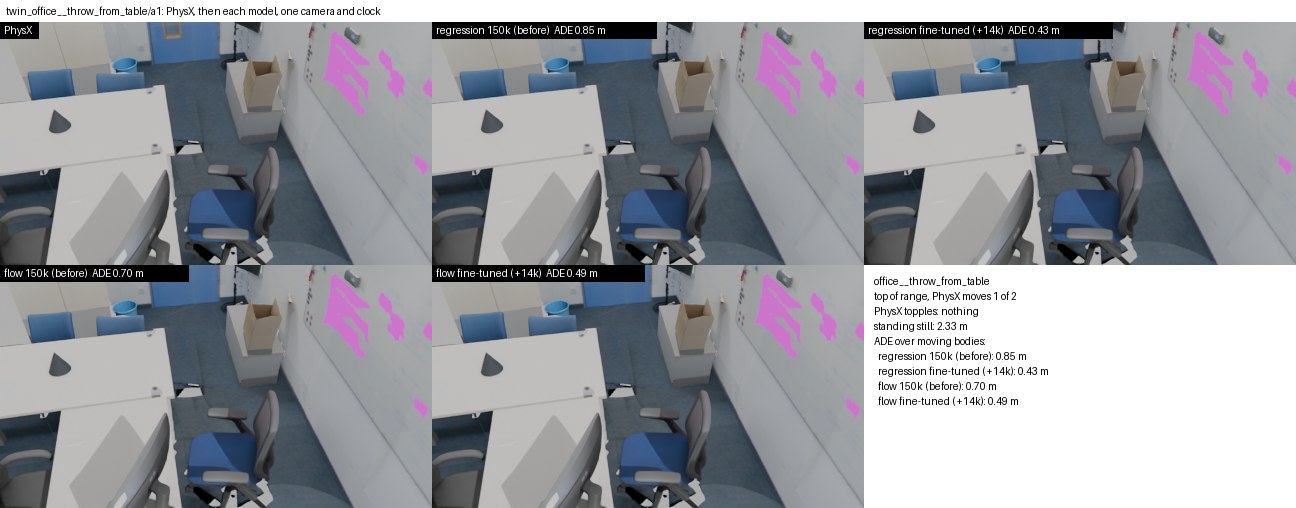 twin_office__throw_from_table/a1: PhysX, then each model, one camera and clock
PhysX
regression 150k (before) ADE 0.85 m
regression fine-tuned (+14k) ADE 0.43 m
flow 150k (before) ADE 0.70 m
flow fine-tuned (+14k) ADE 0.49 m
office__throw_from_table
top of range, PhysX moves 1 of 2
PhysX topples: nothing
standing still: 2.33 m
ADE over moving bodies:
regression 150k (before): 0.85 m
regression fine-tuned (+14k): 0.43 m
flow 150k (before): 0.70 m
flow fine-tuned (+14k): 0.49 m